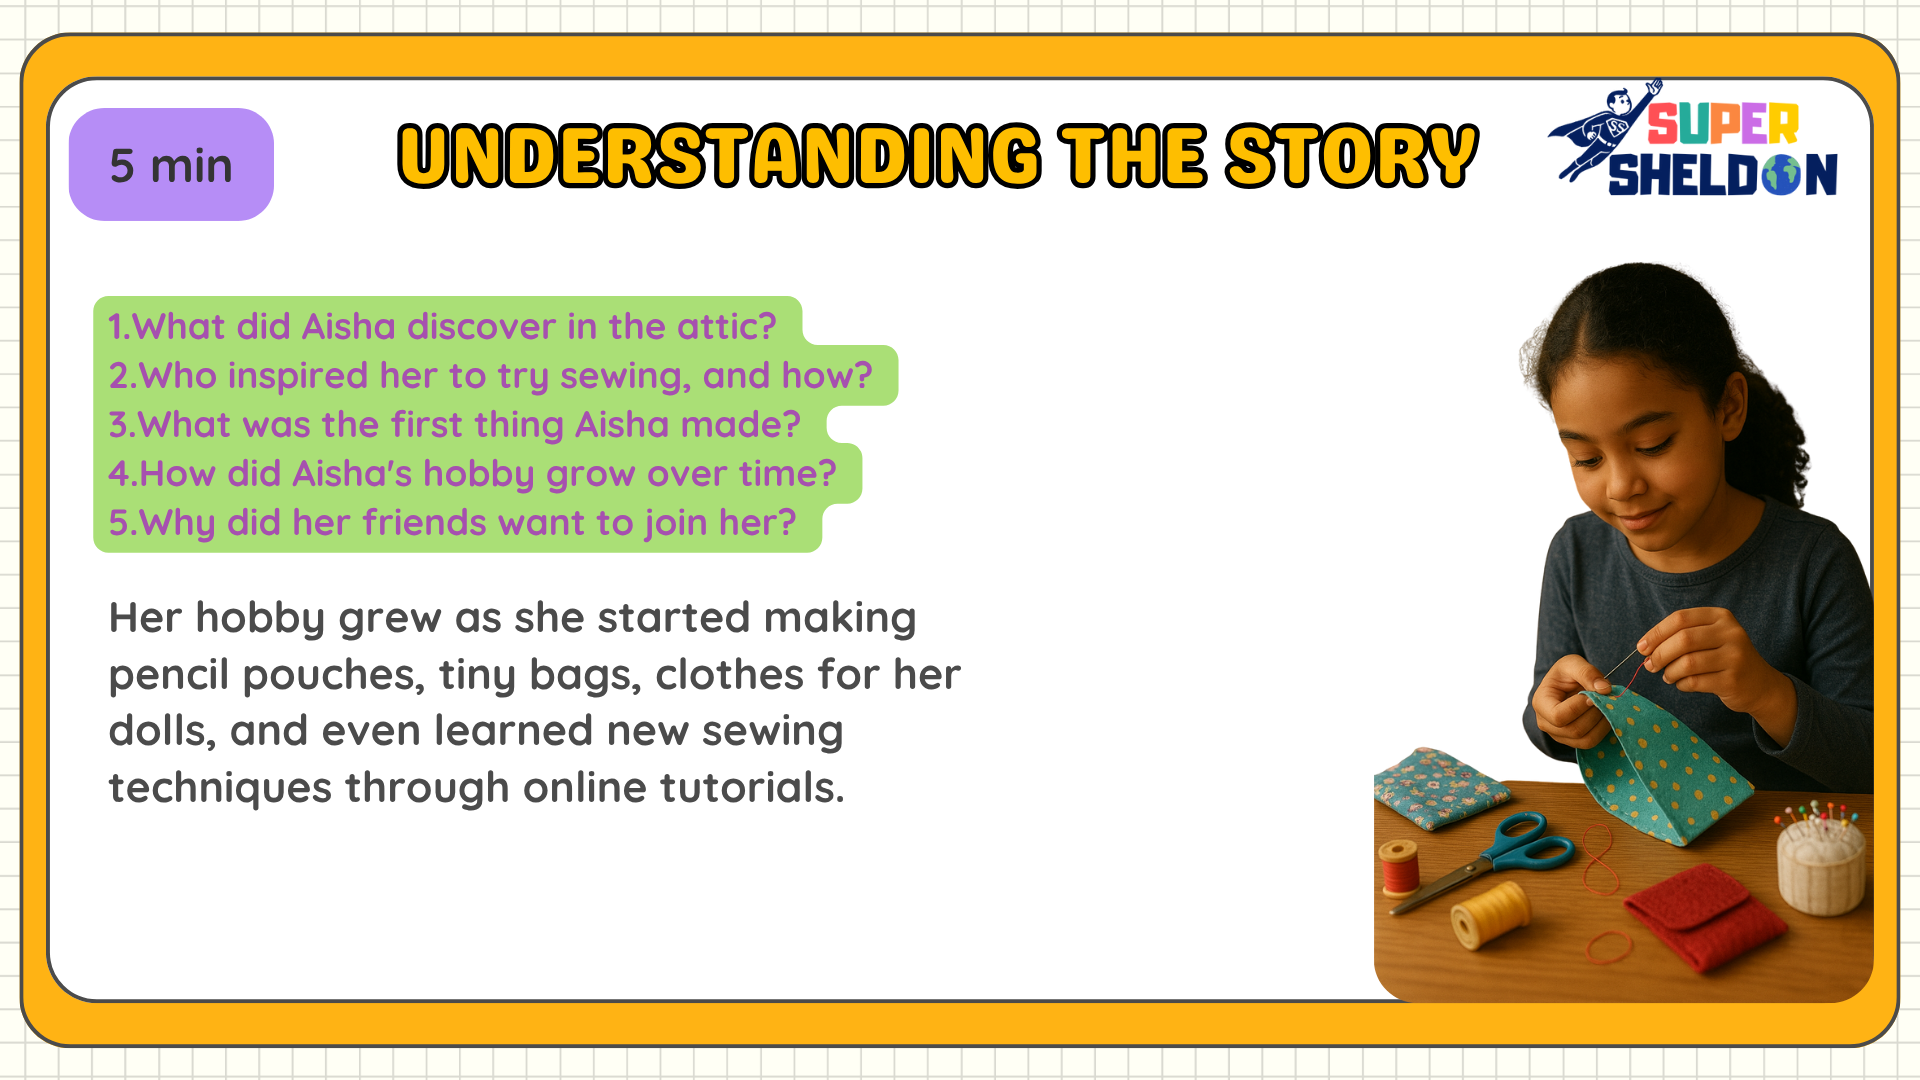 5 min
UNDERSTANDING THE STORY
SUPER
SHELDON
1.What did Aisha discover in the attic?
2.Who inspired her to try sewing, and how?
3.What was the first thing Aisha made?
4.How did Aisha's hobby grow over time?
5.Why did her friends want to join her?
Her hobby grew as she started making
pencil pouches, tiny bags, clothes for her
dolls, and even learned new sewing
techniques through online tutorials.